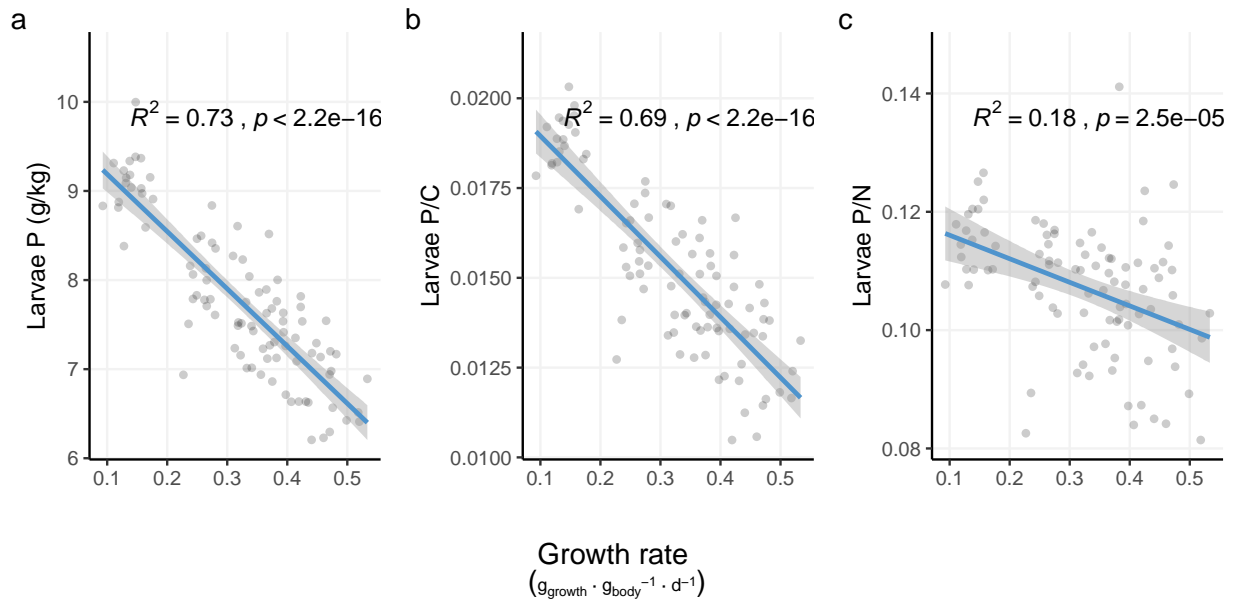 a
Larvae P (g/kg)
10
9
8
7
6
R² = 0.73 , p < 2.2e−16
0.1 0.2 0.3 0.4 0.5
b
Larvae P/C
0.0200
0.0175
0.0150
0.0125
0.0100
R² = 0.69 , p < 2.2e−16
0.1 0.2 0.3 0.4 0.5
c
Larvae P/N
0.14
0.12
0.10
0.08
R² = 0.18 , p = 2.5e−05
0.1 0.2 0.3 0.4 0.5
Growth rate
(g_growth · g_body⁻¹ · d⁻¹)